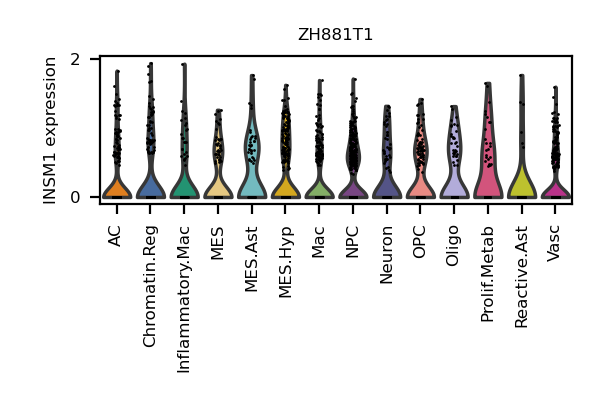 ZH881T1
INSM1 expression
2
0
AC
Chromatin.Reg
Inflammatory.Mac
MES
MES.Ast
MES.Hyp
Mac
NPC
Neuron
OPC
Oligo
Prolif.Metab
Reactive.Ast
Vasc